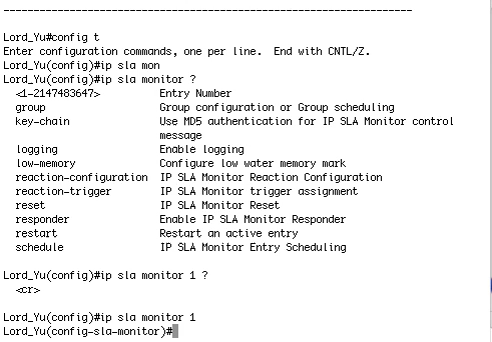 ----------------------------------------------------------------
Lord_Yu#config t
Enter configuration commands, one per line.  End with CNTL/Z.
Lord_Yu(config)#ip sla mon
Lord_Yu(config)#ip sla monitor ?
  <1-2147483647>          Entry Number
  group                   Group configuration or Group scheduling
  key-chain               Use MD5 authentication for IP SLA Monitor control
                          message
  logging                 Enable logging
  low-memory              Configure low water memory mark
  reaction-configuration  IP SLA Monitor Reaction Configuration
  reaction-trigger        IP SLA Monitor trigger assignment
  reset                   IP SLA Monitor Reset
  responder               Enable IP SLA Monitor Responder
  restart                 Restart an active entry
  schedule                IP SLA Monitor Entry Scheduling

Lord_Yu(config)#ip sla monitor 1 ?
  <cr>

Lord_Yu(config)#ip sla monitor 1
Lord_Yu(config-sla-monitor)#